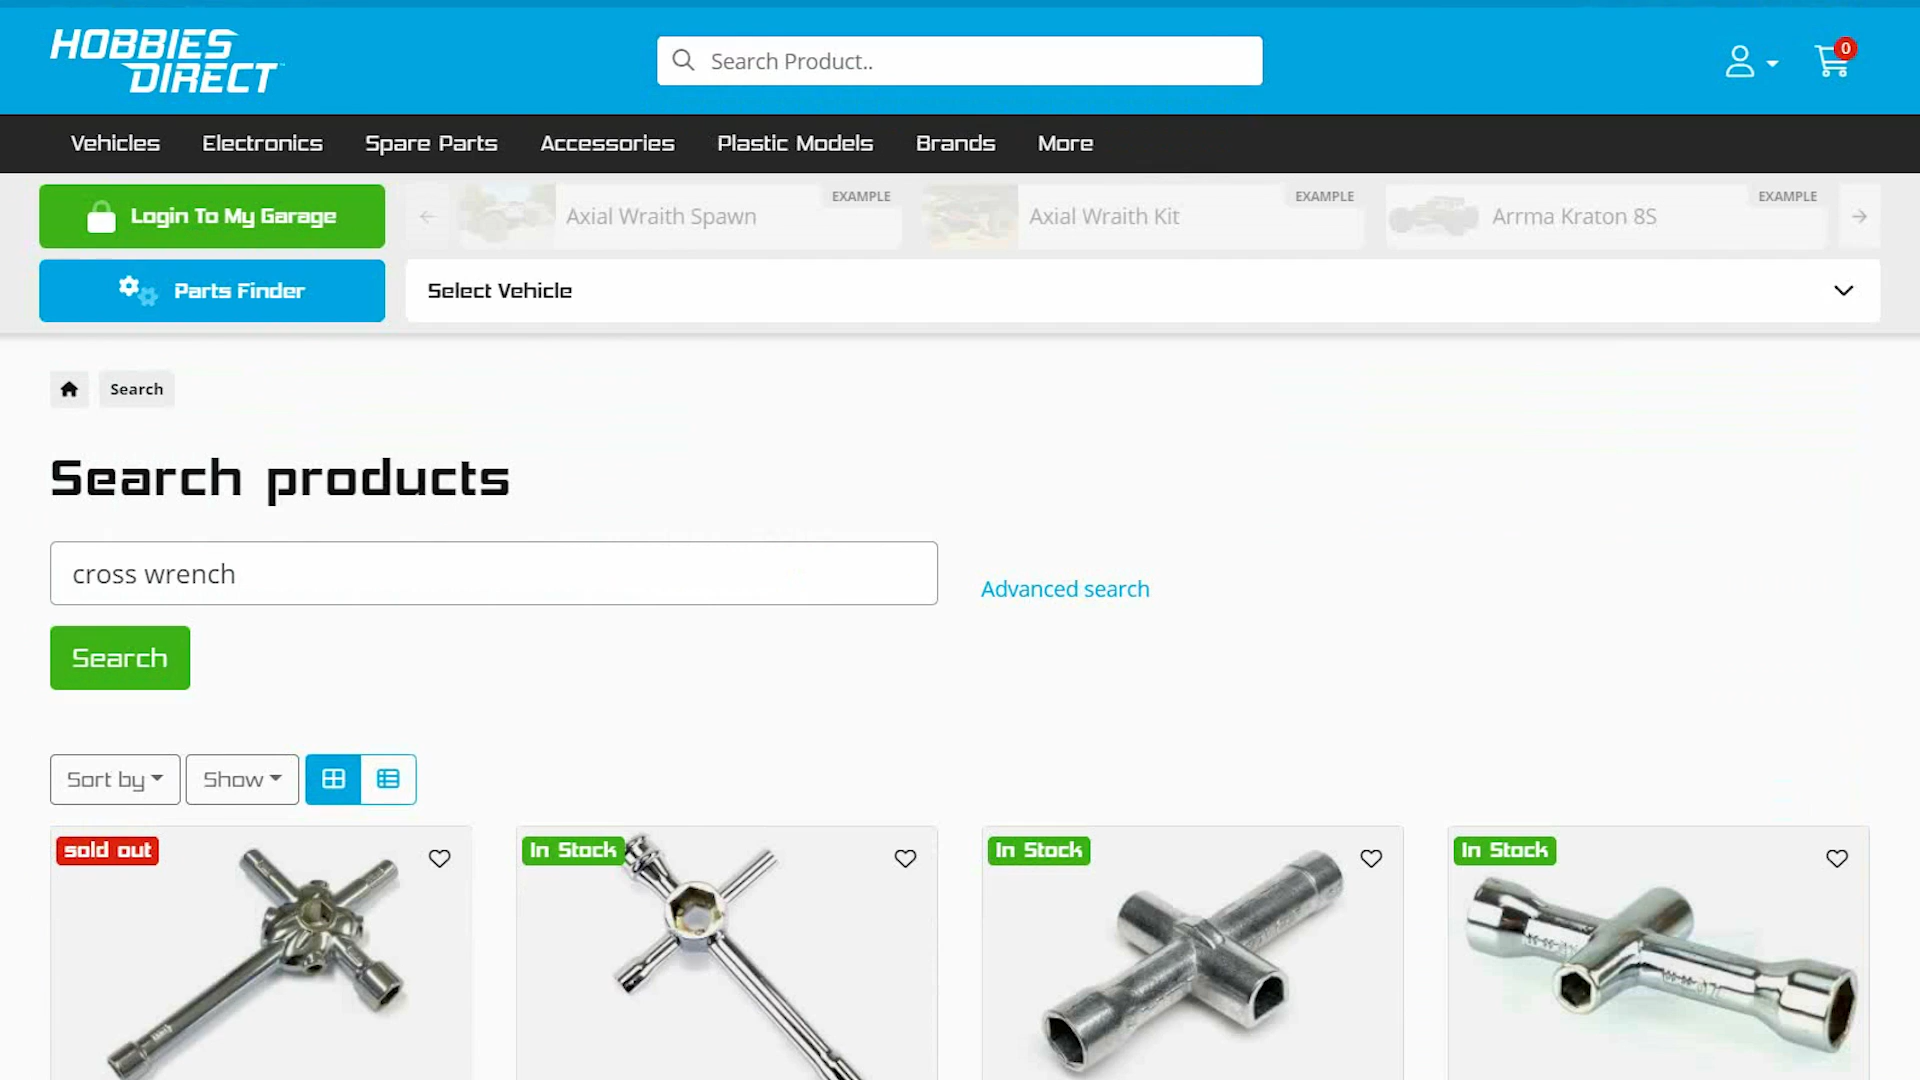 HOBBIES
DIRECT
Search Product..
0
Vehicles Electronics Spare Parts Accessories Plastic Models Brands More
Login To My Garage
Axial Wraith Spawn
EXAMPLE
Axial Wraith Kit
EXAMPLE
Arrma Kraton 8S
EXAMPLE
Parts Finder
Select Vehicle
Search
Search products
cross wrench
Advanced search
Search
Sort by
Show
sold out
In Stock
In Stock
In Stock